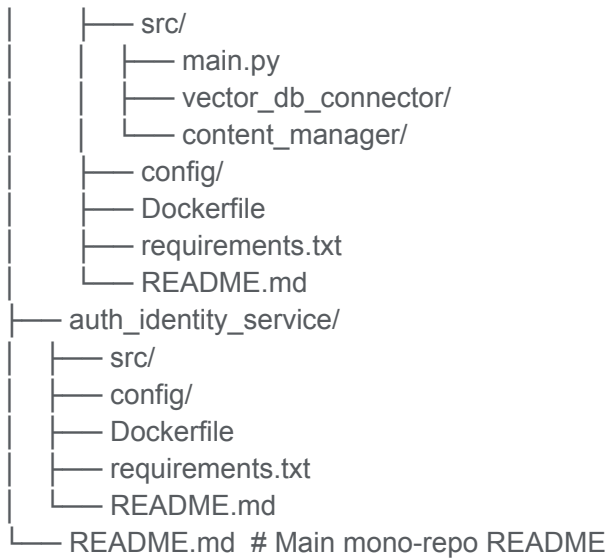 │       ├── src/
│       │   ├── main.py
│       │   ├── vector_db_connector/
│       │   └── content_manager/
│       ├── config/
│       ├── Dockerfile
│       ├── requirements.txt
│       └── README.md
├── auth_identity_service/
│   ├── src/
│   ├── config/
│   ├── Dockerfile
│   ├── requirements.txt
│   └── README.md
└── README.md  # Main mono-repo README